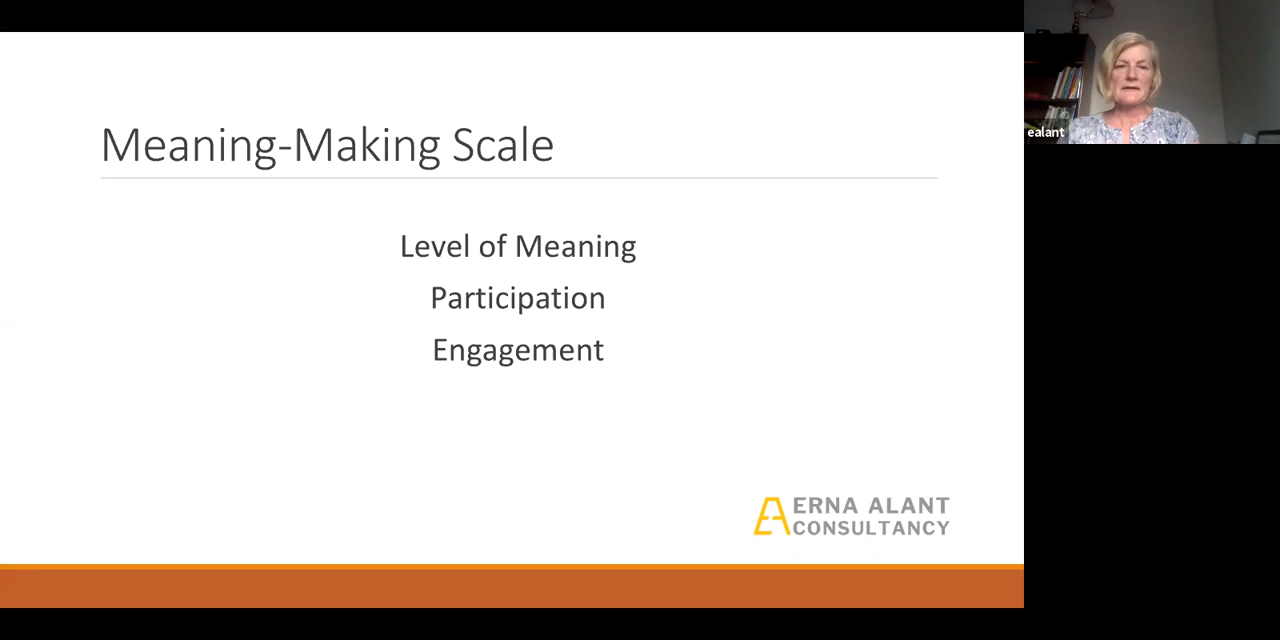 Meaning-Making Scale
Level of Meaning
Participation
Engagement
ERNA ALANT
CONSULTANCY
ealant